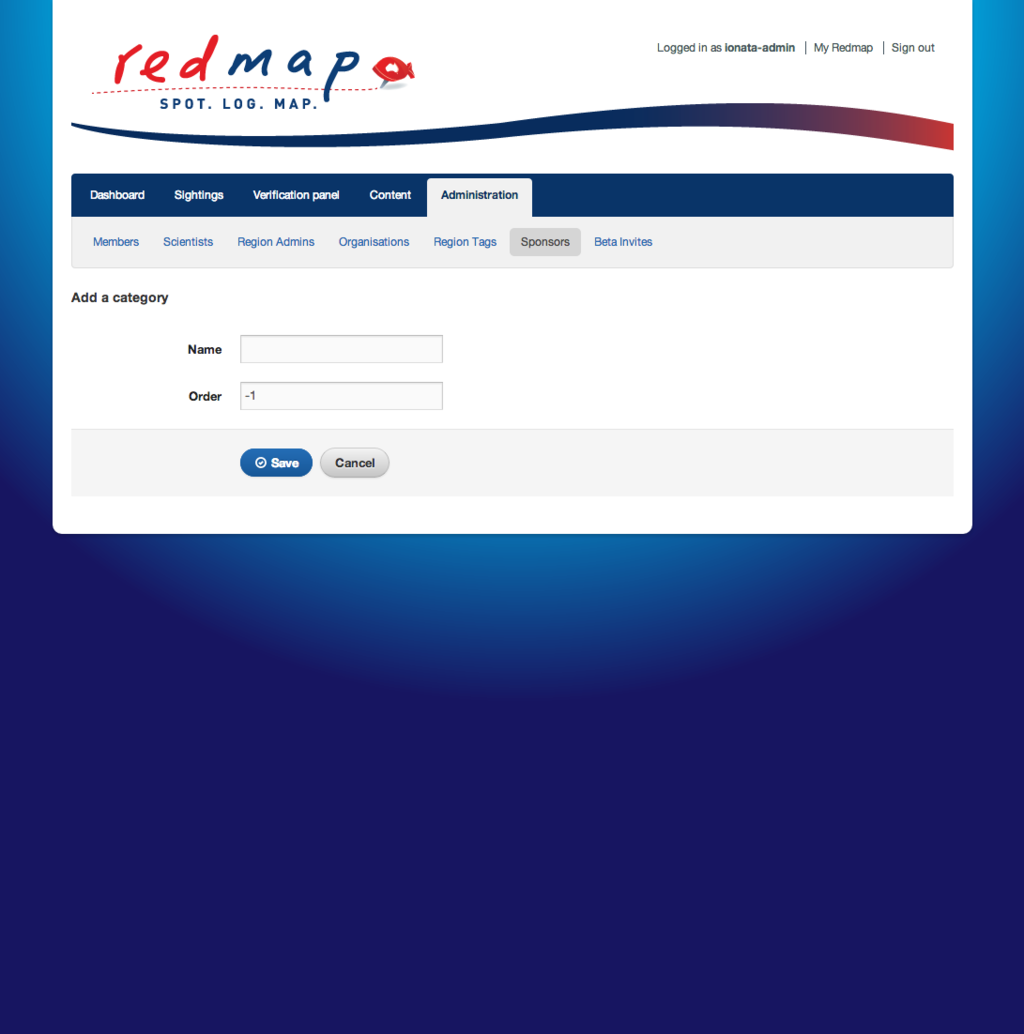 redmap
SPOT. LOG. MAP.
Logged in as ionata-admin | My Redmap | Sign out
Dashboard Sightings Verification panel Content Administration
Members Scientists Region Admins Organisations Region Tags Sponsors Beta Invites
Add a category
Name
Order -1
Save Cancel